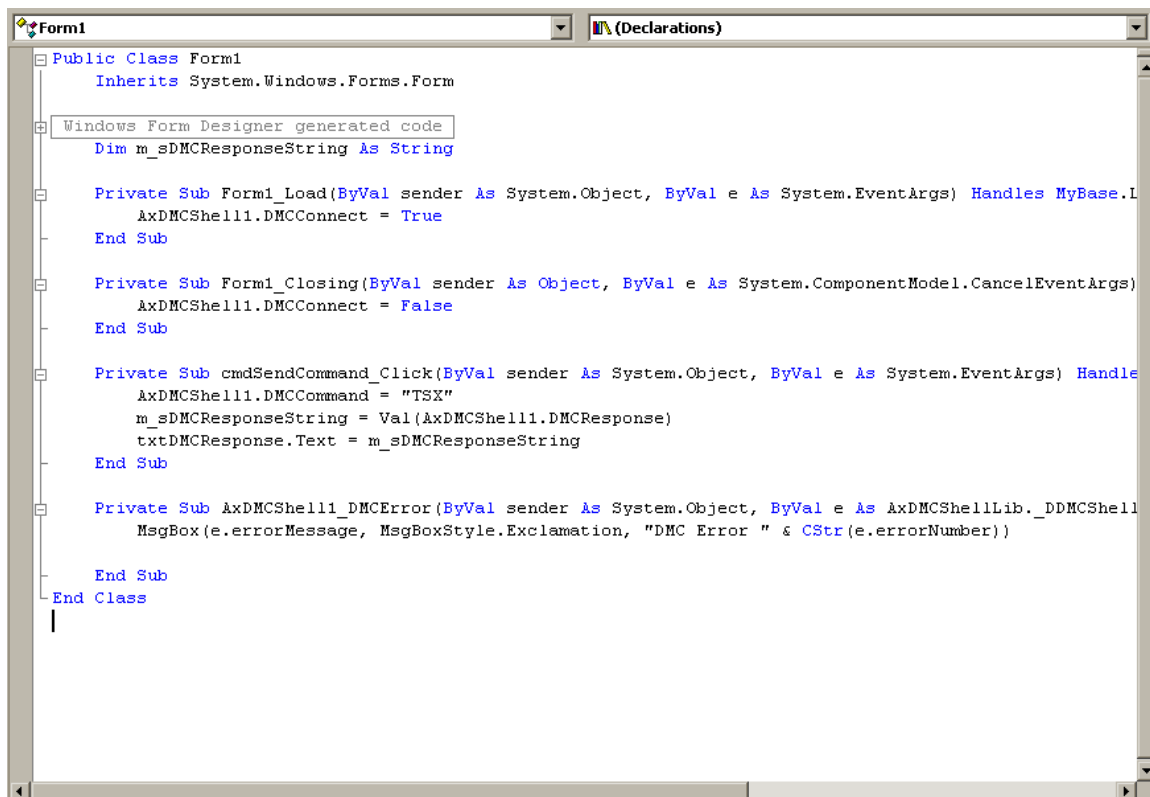 Form1 (Declarations)
Public Class Form1
    Inherits System.Windows.Forms.Form
Windows Form Designer generated code
    Dim m_sDMCResponseString As String
    Private Sub Form1_Load(ByVal sender As System.Object, ByVal e As System.EventArgs) Handles MyBase.L
        AxDMCShell1.DMCConnect = True
    End Sub
    Private Sub Form1_Closing(ByVal sender As Object, ByVal e As System.ComponentModel.CancelEventArgs)
        AxDMCShell1.DMCConnect = False
    End Sub
    Private Sub cmdSendCommand_Click(ByVal sender As System.Object, ByVal e As System.EventArgs) Handle
        AxDMCShell1.DMCCommand = "TSX"
        m_sDMCResponseString = Val(AxDMCShell1.DMCResponse)
        txtDMCResponse.Text = m_sDMCResponseString
    End Sub
    Private Sub AxDMCShell1_DMCError(ByVal sender As System.Object, ByVal e As AxDMCShellLib._DDMCShell
        MsgBox(e.errorMessage, MsgBoxStyle.Exclamation, "DMC Error " & CStr(e.errorNumber))
    End Sub
End Class